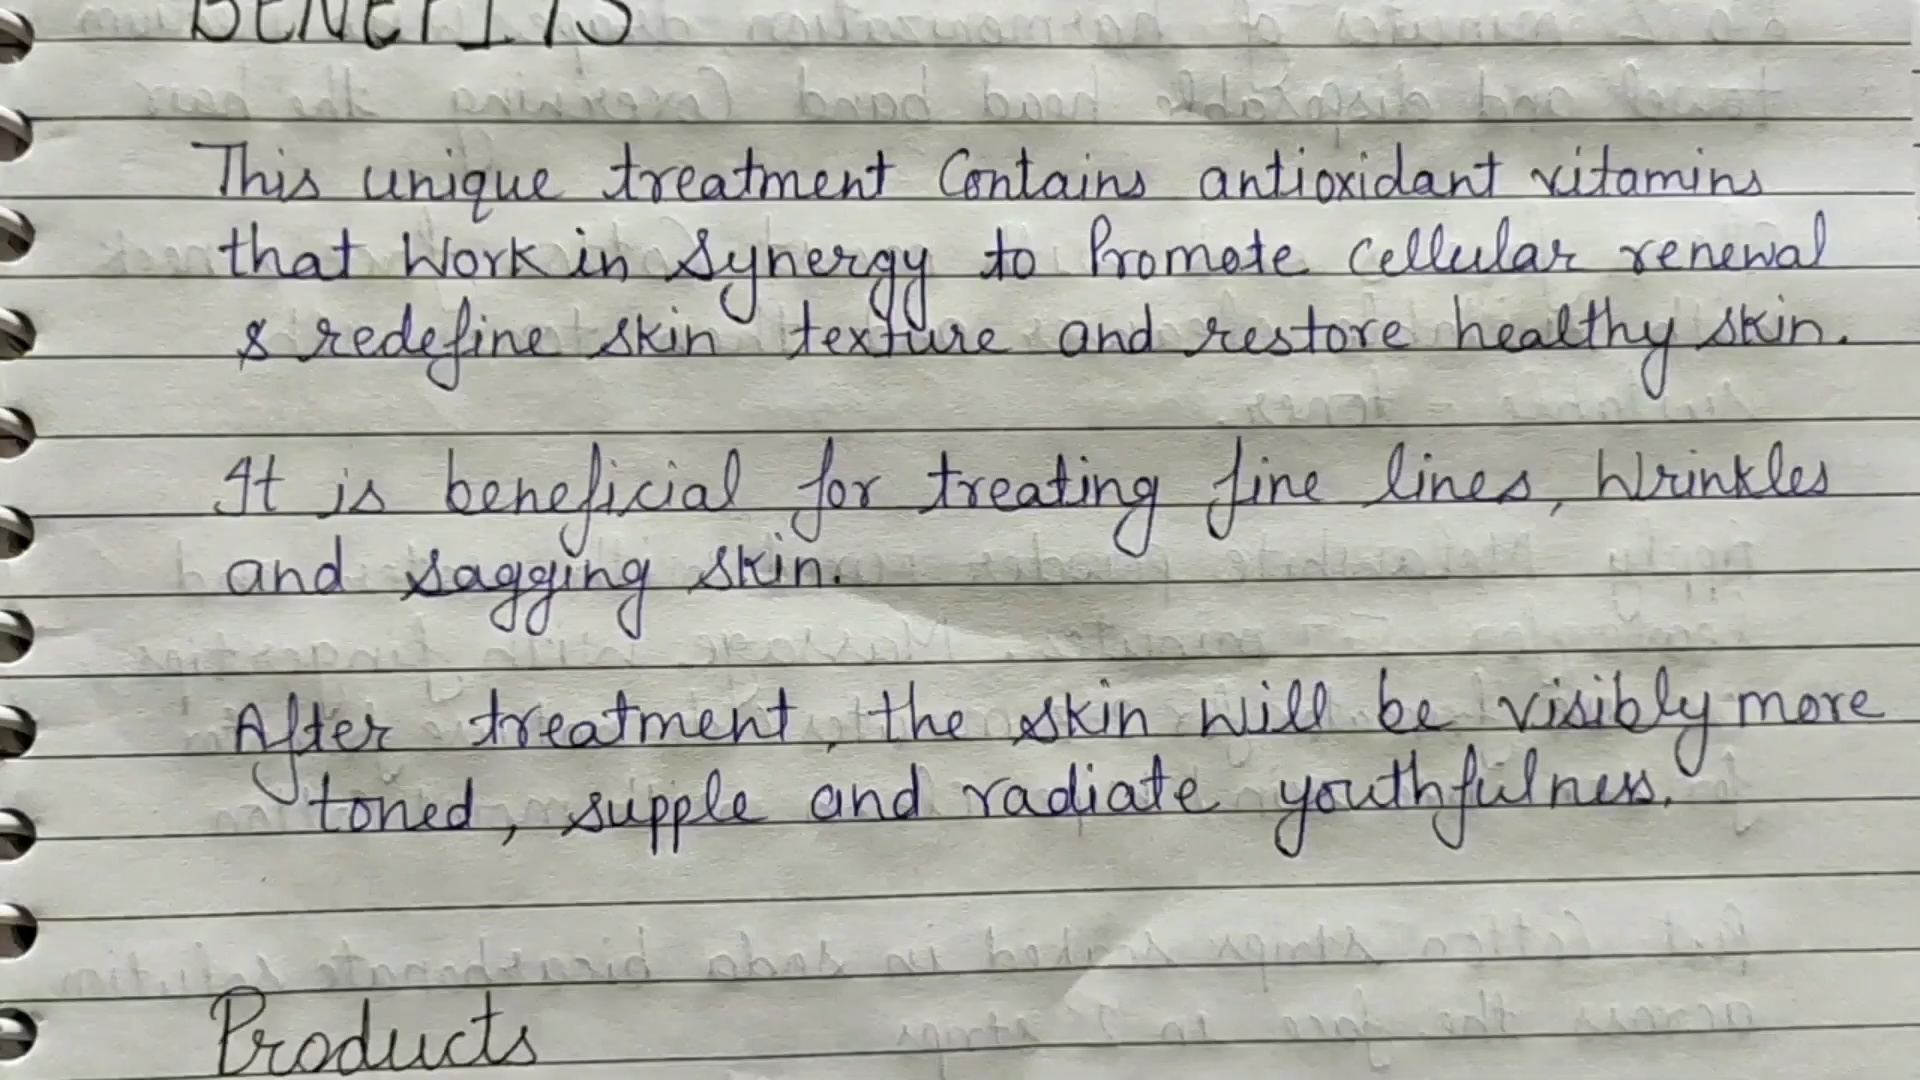 BENEFITS
This unique treatment Contains antioxidant vitamins
that Work in Synergy to Promote Cellular renewal
& redefine skin texture and restore healthy skin.
It is beneficial for treating fine lines, Wrinkles
and sagging skin.
After treatment, the skin will be visibly more
toned, supple and radiate youthfulness.
Products